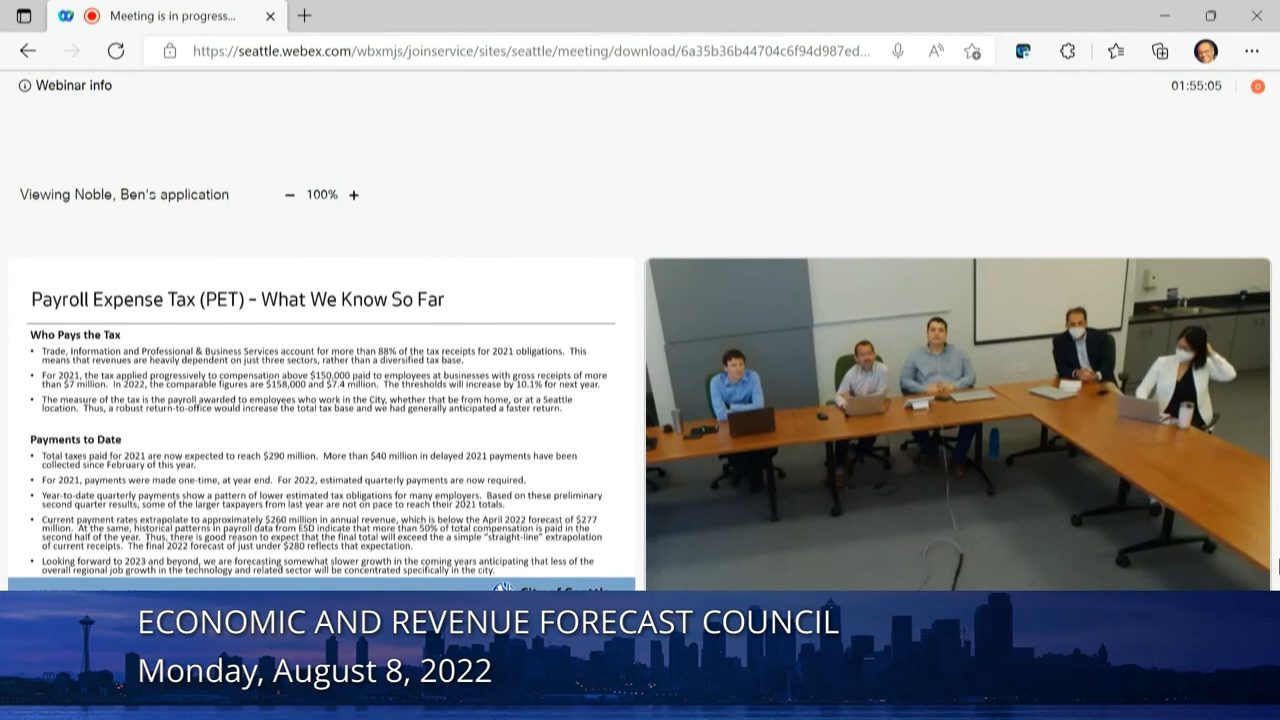 Meeting is in progress...
https://seattle.webex.com/wbxmjs/joinservice/sites/seattle/meeting/download/6a35b36b44704c6f94d987ed...
Webinar info
01:55:05
Viewing Noble, Ben's application
100%
Payroll Expense Tax (PET) – What We Know So Far
Who Pays the Tax
• Trade, Information and Professional & Business Services account for more than 88% of the tax receipts for 2021 obligations. This
means that revenues are heavily dependent on just three sectors, rather than a diversified tax base.
• For 2021, the tax applied progressively to compensation above $150,000 paid to employees at businesses with gross receipts of more
than $7 million. In 2022, the comparable figures are $158,000 and $7.4 million. The thresholds will increase by 10.1% for next year.
• The measure of the tax is the payroll awarded to employees who work in the City, whether that be from home, or at a Seattle
location. Thus, a robust return-to-office would increase the total tax base and we had generally anticipated a faster return.
Payments to Date
• Total taxes paid for 2021 are now expected to reach $290 million. More than $40 million in delayed 2021 payments have been
collected since February of this year.
• For 2021, payments were made one-time, at year end. For 2022, estimated quarterly payments are now required.
• Year-to-date quarterly payments show a pattern of lower estimated tax obligations for many employers. Based on these preliminary
second quarter results, some of the larger taxpayers from last year are not on pace to reach their 2021 totals.
• Current payment rates extrapolate to approximately $260 million in annual revenue, which is below the April 2022 forecast of $277
million. At the same, historical patterns in payroll data from ESD indicate that more than 50% of total compensation is paid in the
second half of the year. Thus, there is good reason to expect that the final total will exceed the a simple "straight-line" extrapolation
of current receipts. The final 2022 forecast of just under $280 reflects that expectation.
• Looking forward to 2023 and beyond, we are forecasting somewhat slower growth in the coming years anticipating that less of the
overall regional job growth in the technology and related sector will be concentrated specifically in the city.
ECONOMIC AND REVENUE FORECAST COUNCIL
Monday, August 8, 2022